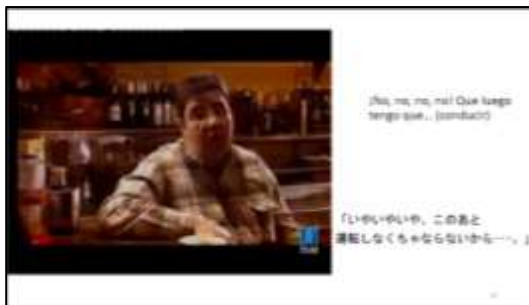 ¡No, no, no, no! Que luego
tengo que... (conducir)
「いやいやいや、このあと
運転しなくちゃならないから……。」